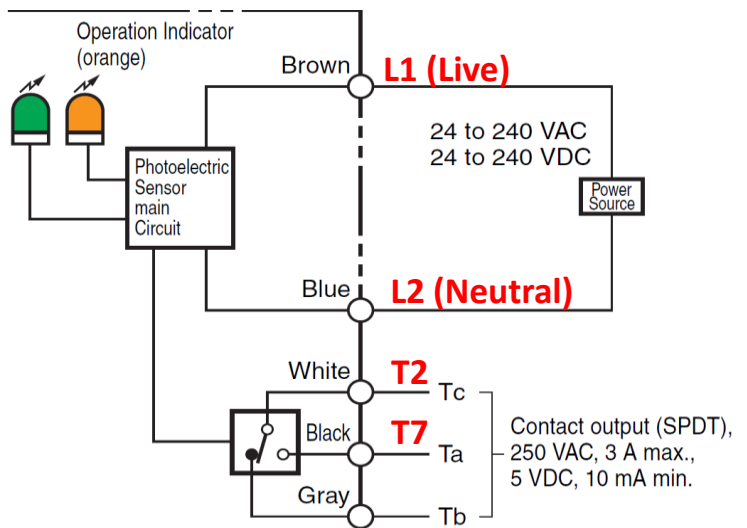 Operation Indicator
(orange)
Brown
L1 (Live)
24 to 240 VAC
24 to 240 VDC
Photoelectric
Sensor
main
Circuit
Power
Source
Blue
L2 (Neutral)
White
T2
Tc
Black
T7
Ta
Contact output (SPDT),
250 VAC, 3 A max.,
5 VDC, 10 mA min.
Gray
Tb